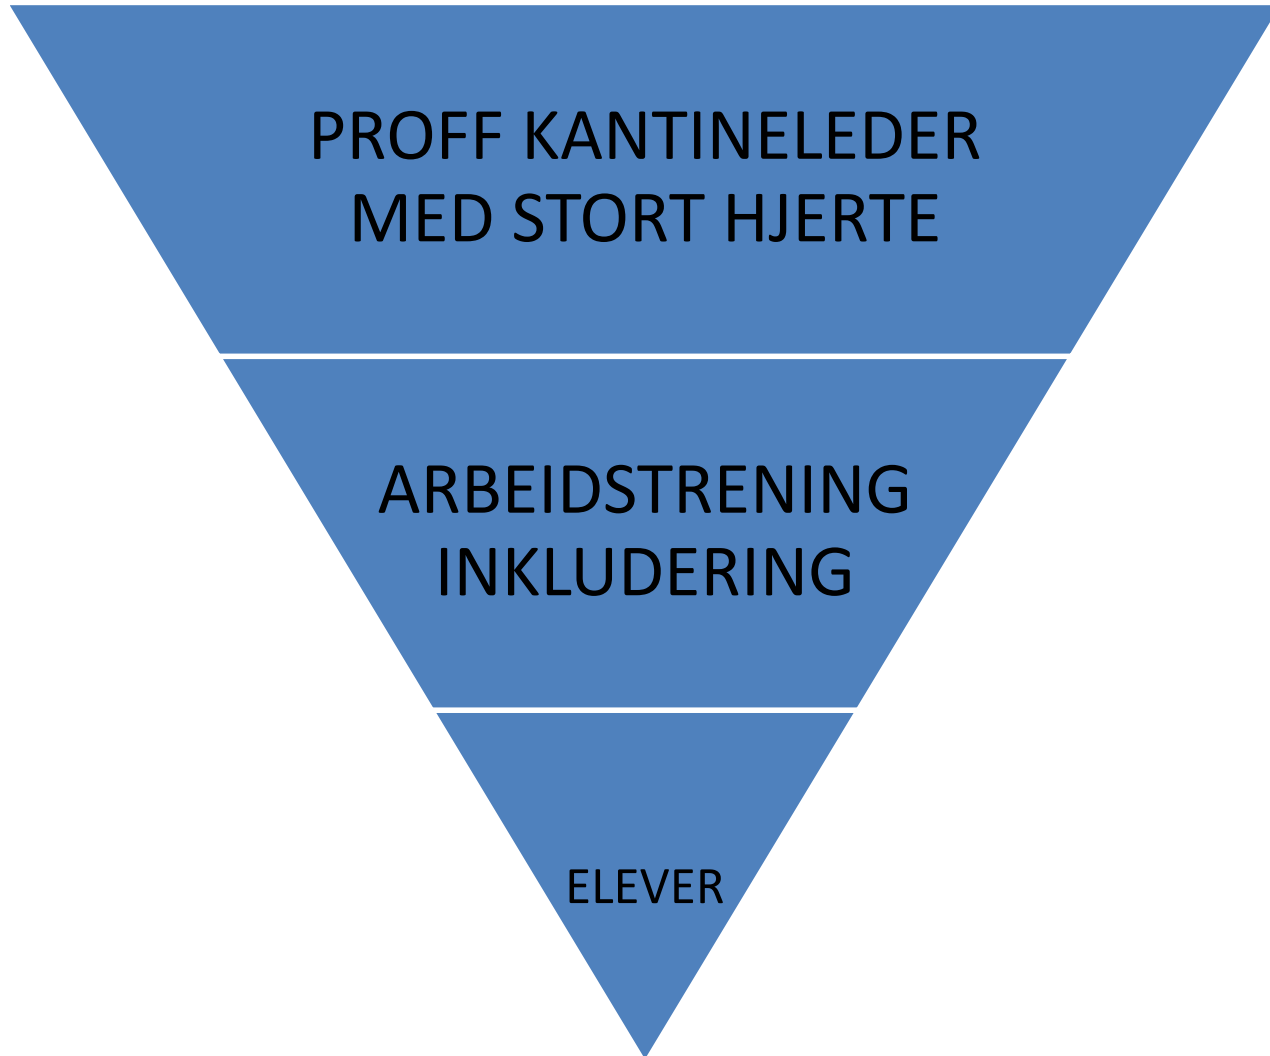 PROFF KANTINELEDER
MED STORT HJERTE
ARBEIDSTRENING
INKLUDERING
ELEVER